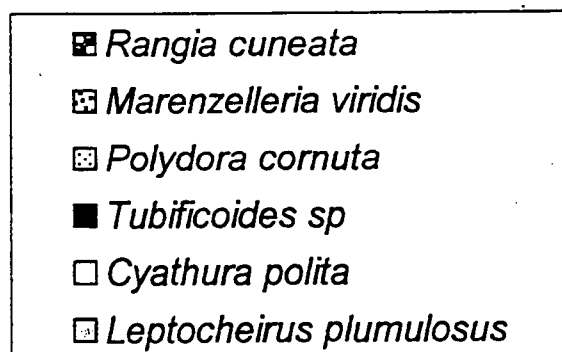 Rangia cuneata
Marenzelleria viridis
Polydora cornuta
Tubificoides sp
Cyathura polita
Leptocheirus plumulosus